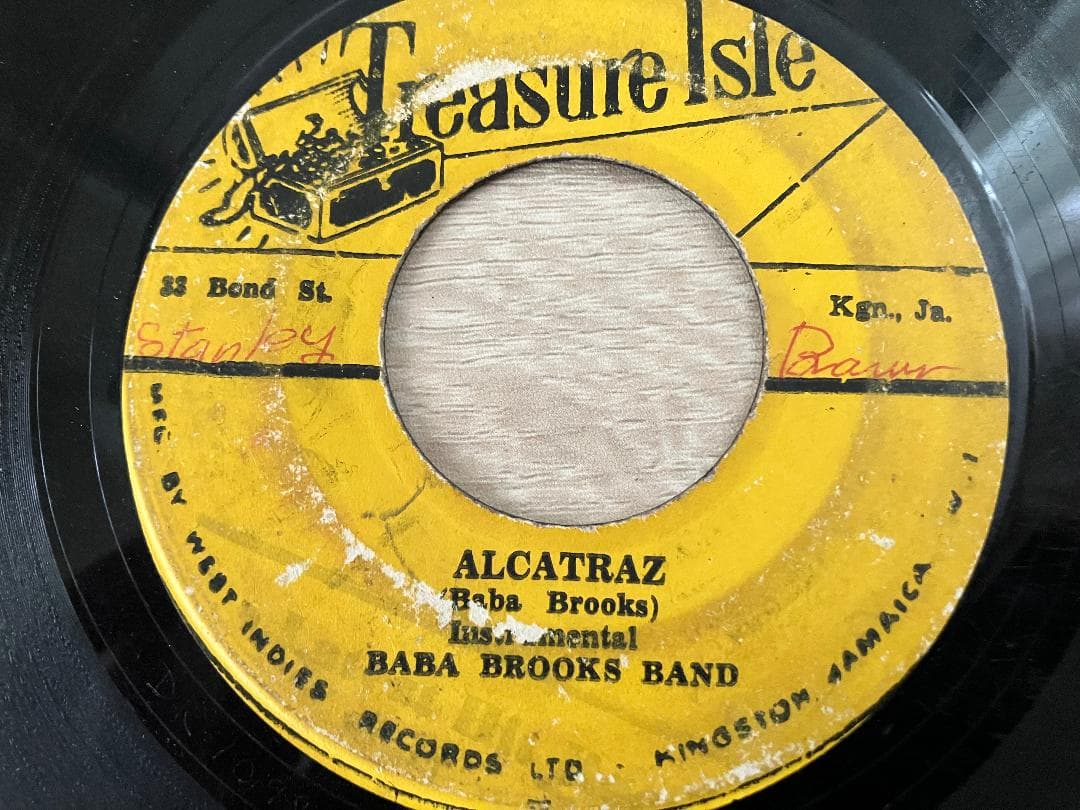 Treasure Isle
33 Bond St.
Kgn., Ja.
Stanley
ALCATRAZ
(Baba Brooks)
Instrumental
BABA BROOKS BAND
MFG. BY WEST INDIES RECORDS LTD · KINGSTON, JAMAICA W.I